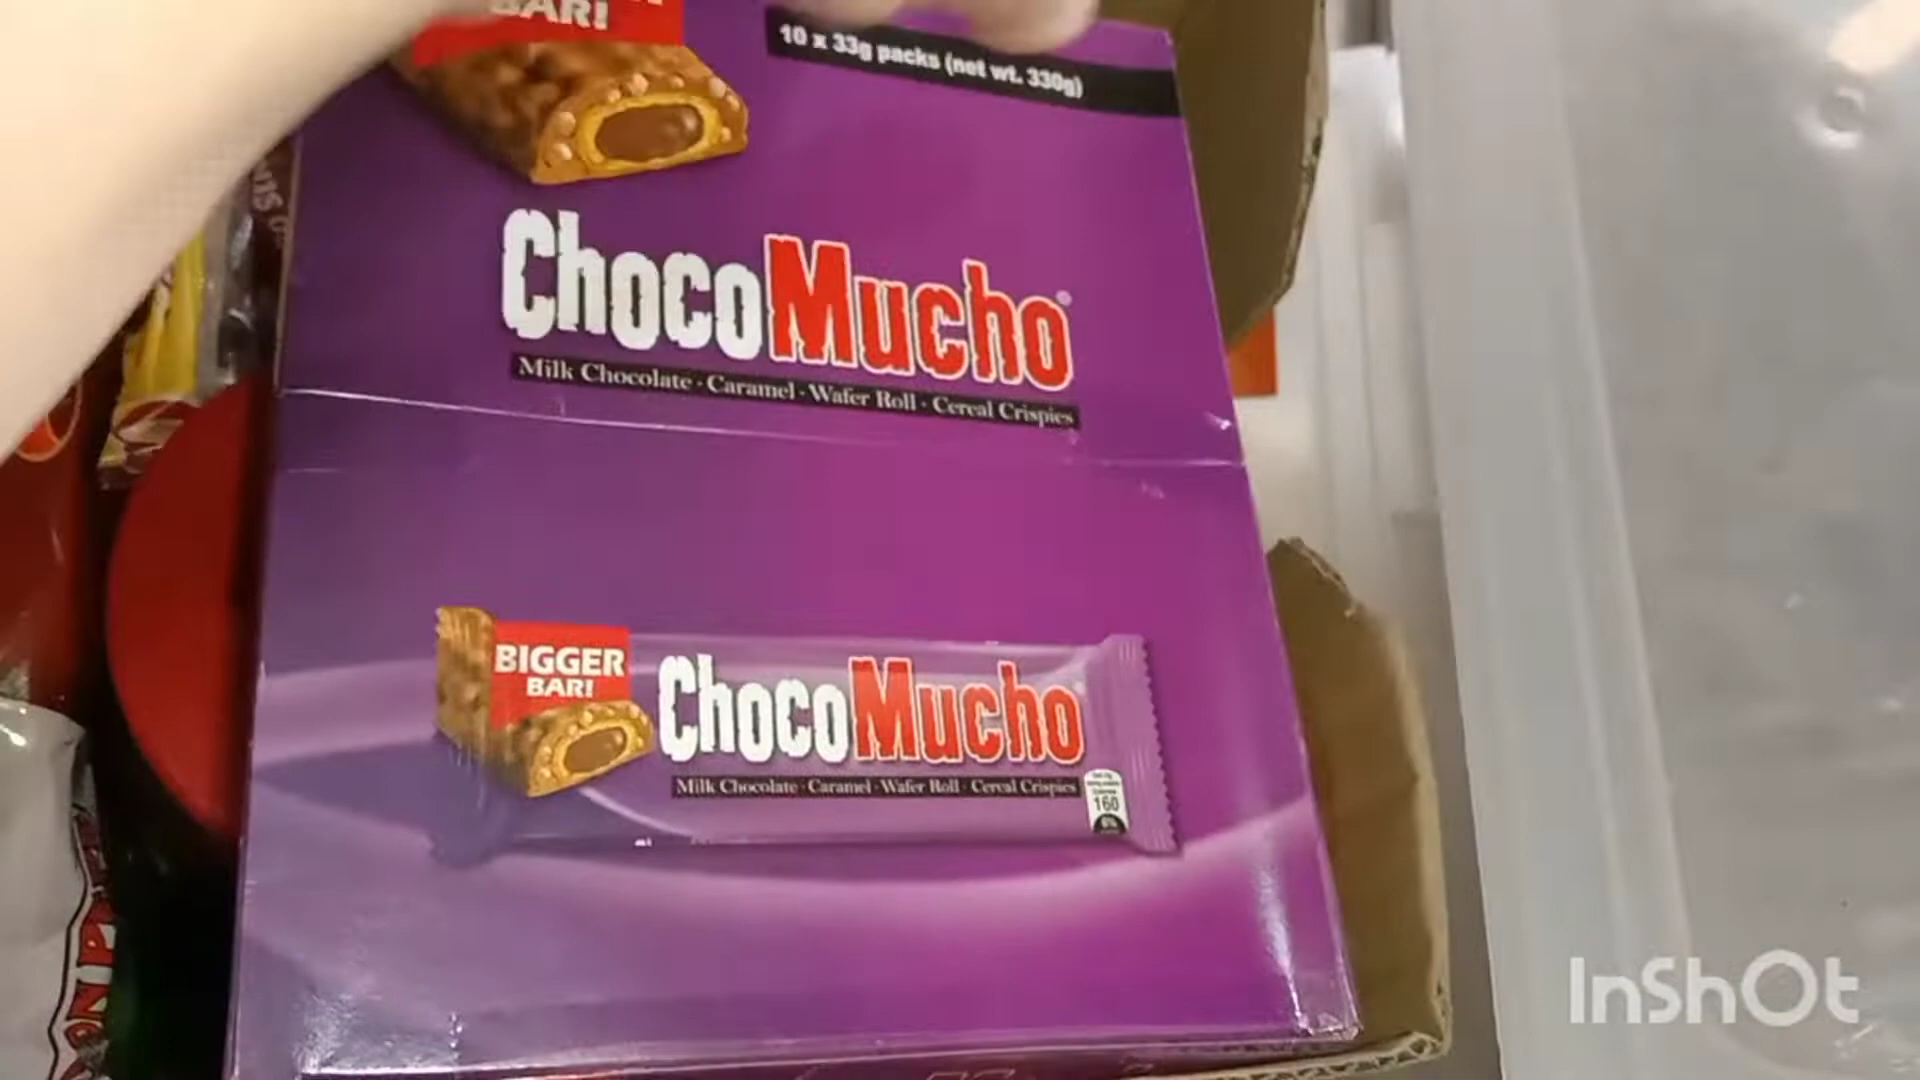 BAR!
10 x 33g packs (net wt. 330g)
ChocoMucho
Milk Chocolate · Caramel · Wafer Roll · Cereal Crispies
BIGGER
BAR!
ChocoMucho
Milk Chocolate · Caramel · Wafer Roll · Cereal Crispies
160
6%
InShOt